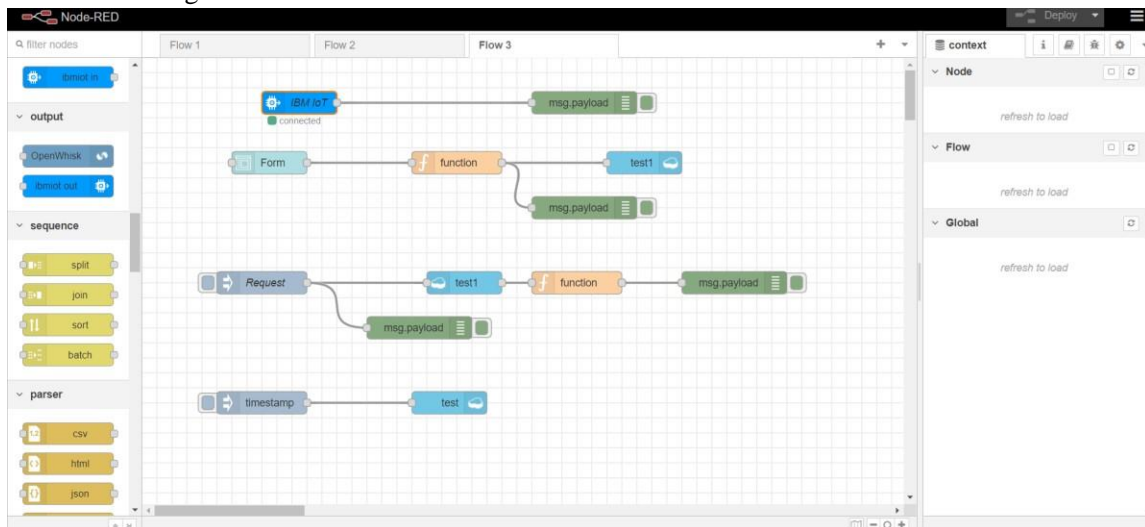 Node-RED
Deploy
filter nodes
Flow 1
Flow 2
Flow 3
context
ibmiot in
output
OpenWhisk
ibmiot out
sequence
split
join
sort
batch
parser
csv
html
json
IBM IoT
connected
msg.payload
Form
function
test1
msg.payload
Request
test1
function
msg.payload
msg.payload
timestamp
test
Node
refresh to load
Flow
refresh to load
Global
refresh to load